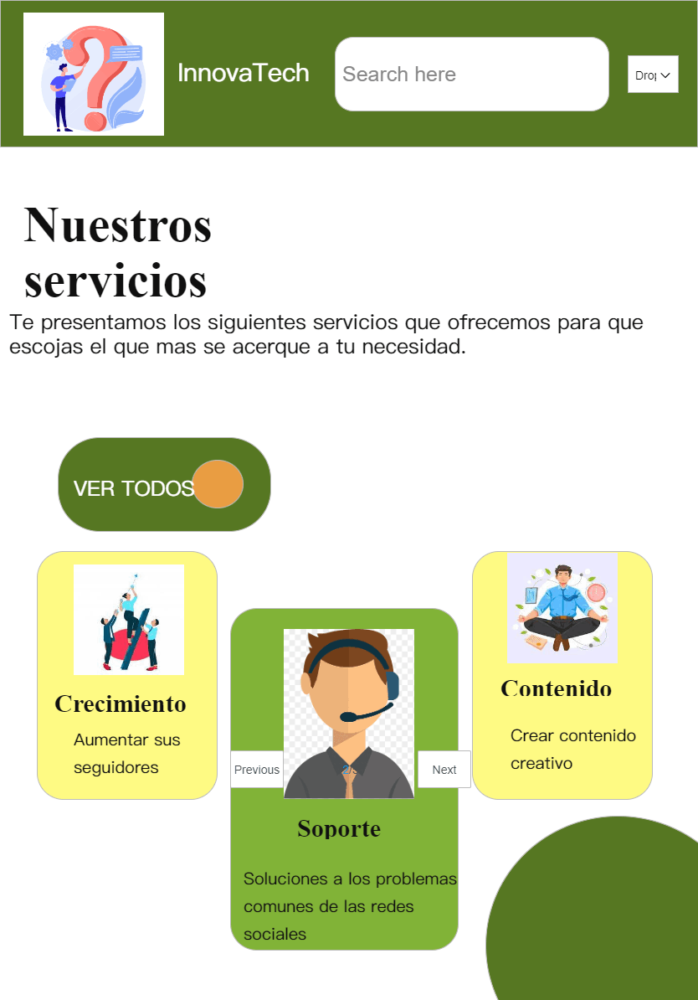 InnovaTech
Search here
Drop
Nuestros
servicios
Te presentamos los siguientes servicios que ofrecemos para que
escojas el que mas se acerque a tu necesidad.
VER TODOS
Crecimiento
Aumentar sus
seguidores
Previous
Next
Soporte
Soluciones a los problemas
comunes de las redes
sociales
Contenido
Crear contenido
creativo